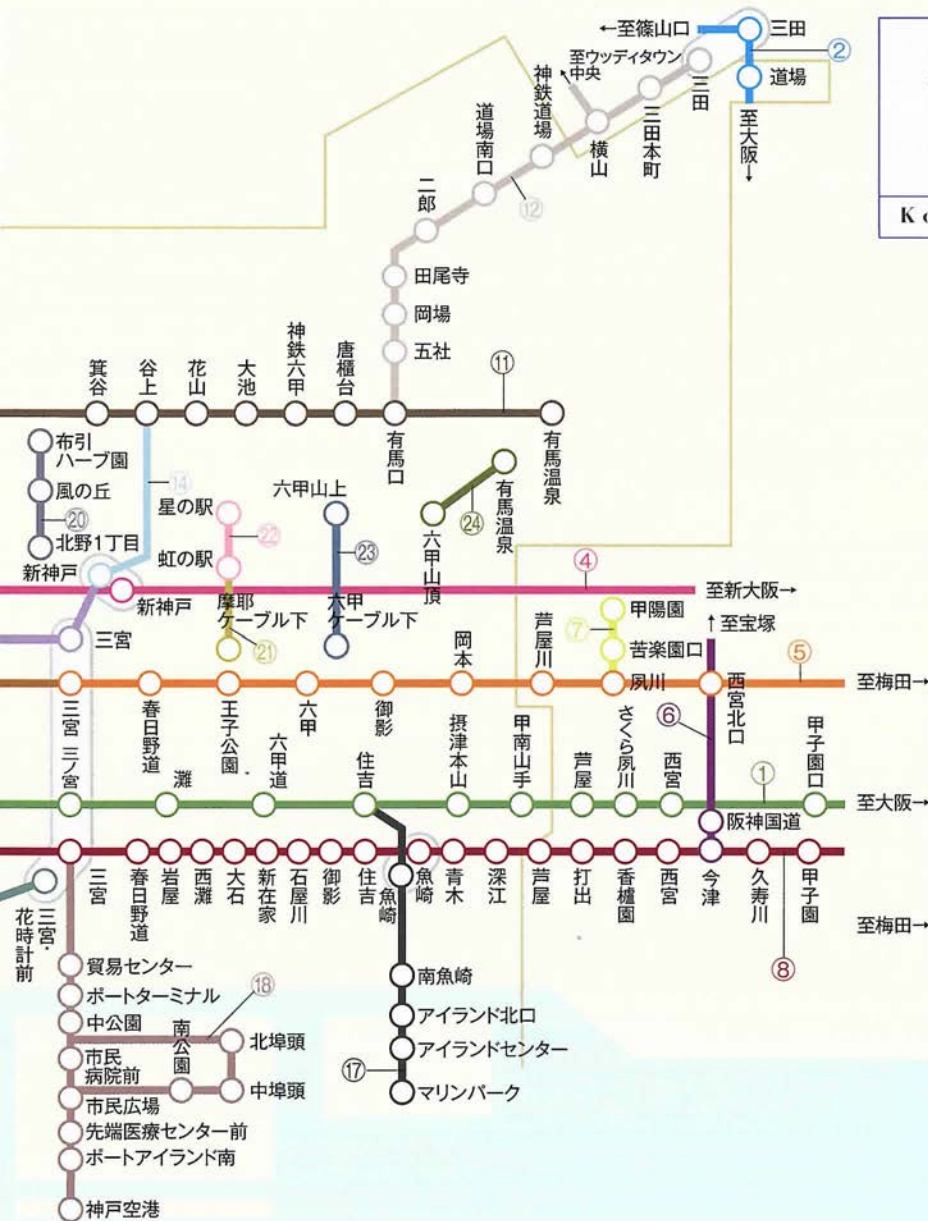 ←至篠山口
三田
②
道場
至大阪→
至ウッディタウン
中央
三田
三田本町
横山
神鉄道場
道場南口
⑫
二郎
田尾寺
岡場
五社
K
箕谷
谷上
花山
大池
神鉄六甲
唐櫃台
有馬口
⑪
有馬温泉
布引
ハーブ園
風の丘
⑳
北野1丁目
⑭
新神戸
星の駅
㉒
虹の駅
摩耶
ケーブル下
㉑
六甲山上
㉓
六甲
ケーブル下
有馬温泉
㉔
六甲山頂
新神戸
④
至新大阪→
三宮
甲陽園
⑦
苦楽園口
↑至宝塚
三宮
春日野道
王子公園
六甲
御影
岡本
芦屋川
夙川
西宮北口
⑤
至梅田→
⑥
三ノ宮
灘
六甲道
住吉
摂津本山
甲南山手
芦屋
さくら夙川
西宮
①
甲子園口
至大阪→
阪神国道
三宮
春日野道
岩屋
西灘
大石
新在家
石屋川
御影
住吉
魚崎
魚崎
青木
深江
芦屋
打出
香櫨園
西宮
今津
久寿川
甲子園
至梅田→
⑧
三宮・
花時計前
貿易センター
ポートターミナル
中公園
⑱
南公園
北埠頭
市民
病院前
中埠頭
市民広場
先端医療センター前
ポートアイランド南
神戸空港
南魚崎
アイランド北口
アイランドセンター
⑰
マリンパーク